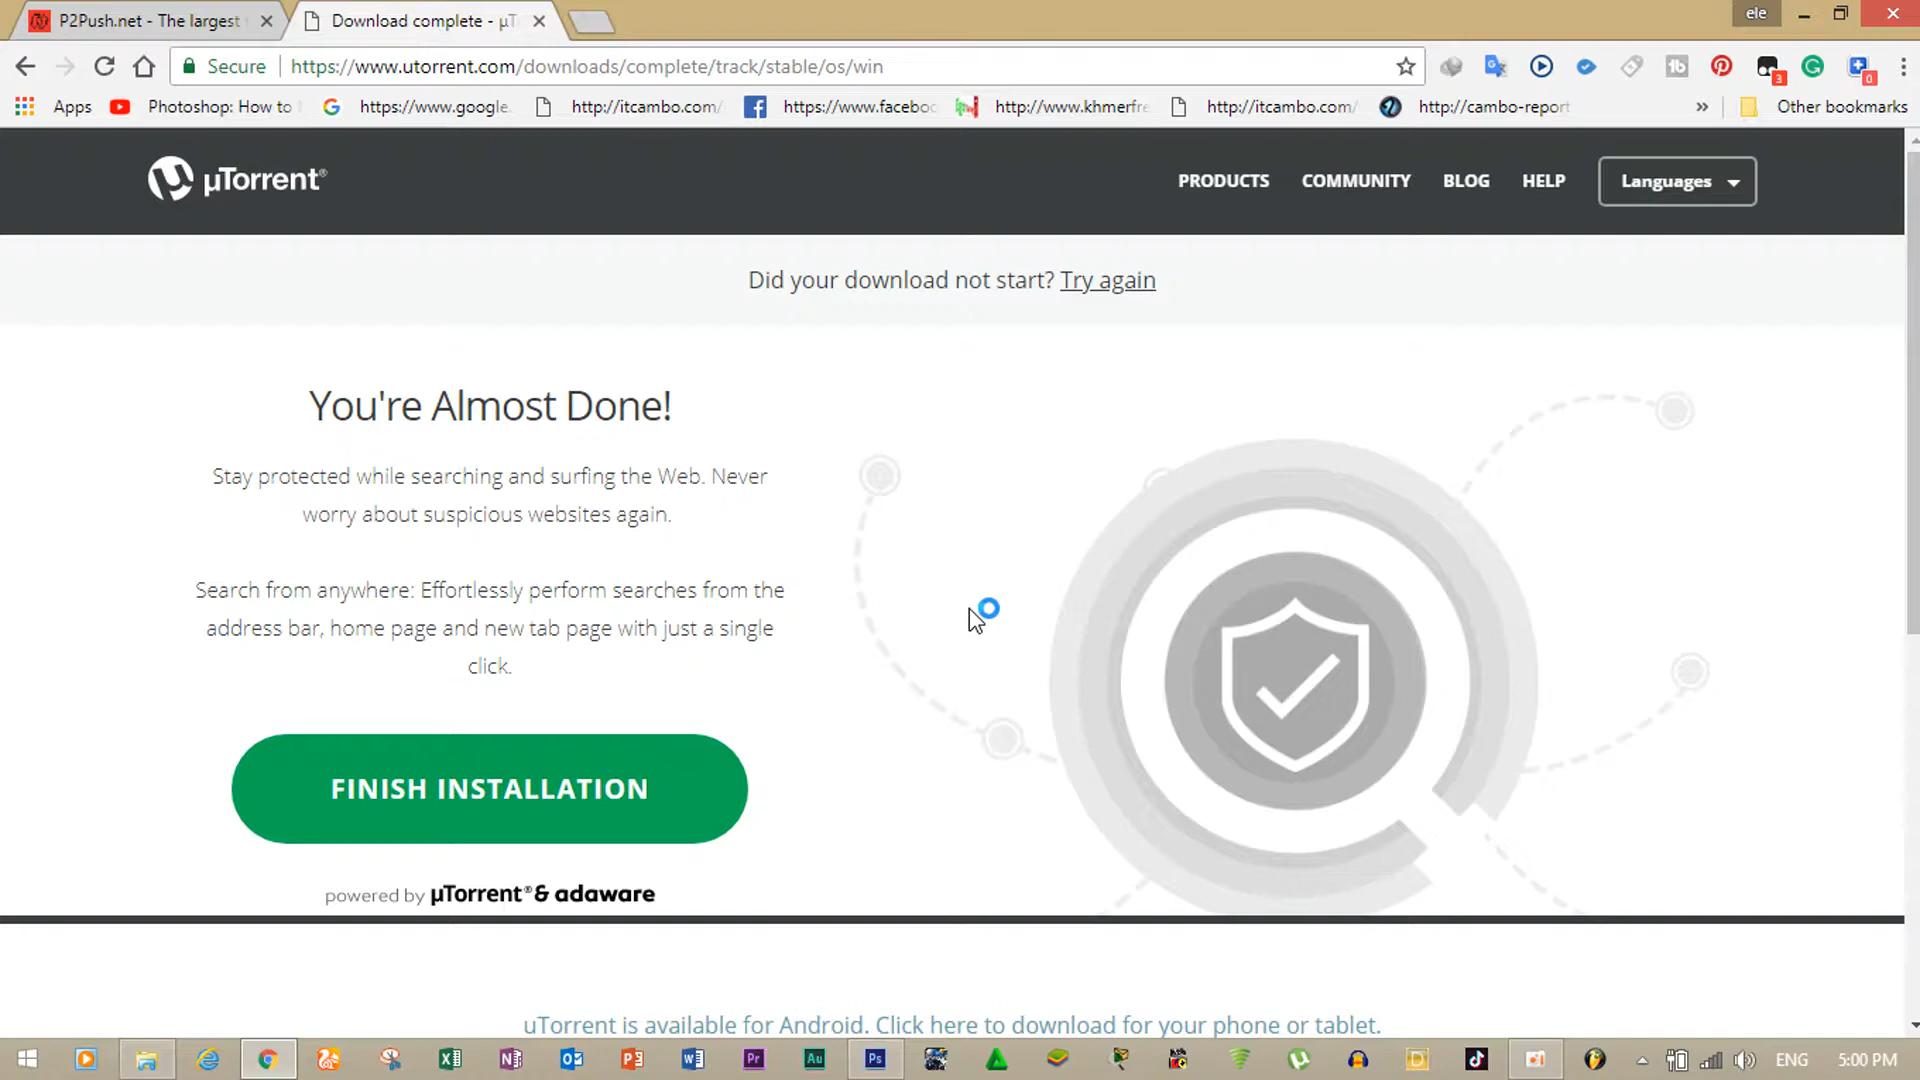 P2Push.net - The largest
Download complete - µT
ele
Secure
https://www.utorrent.com/downloads/complete/track/stable/os/win
3
0
Apps
Photoshop: How to
https://www.google.
http://itcambo.com/
https://www.faceboo
http://www.khmerfre
http://itcambo.com/
http://cambo-report
»
Other bookmarks
µTorrent®
PRODUCTS
COMMUNITY
BLOG
HELP
Languages
Did your download not start? Try again
You're Almost Done!
Stay protected while searching and surfing the Web. Never
worry about suspicious websites again.
Search from anywhere: Effortlessly perform searches from the
address bar, home page and new tab page with just a single
click.
FINISH INSTALLATION
powered by µTorrent® & adaware
uTorrent is available for Android. Click here to download for your phone or tablet.
Pr
Au
Ps
ENG
5:00 PM